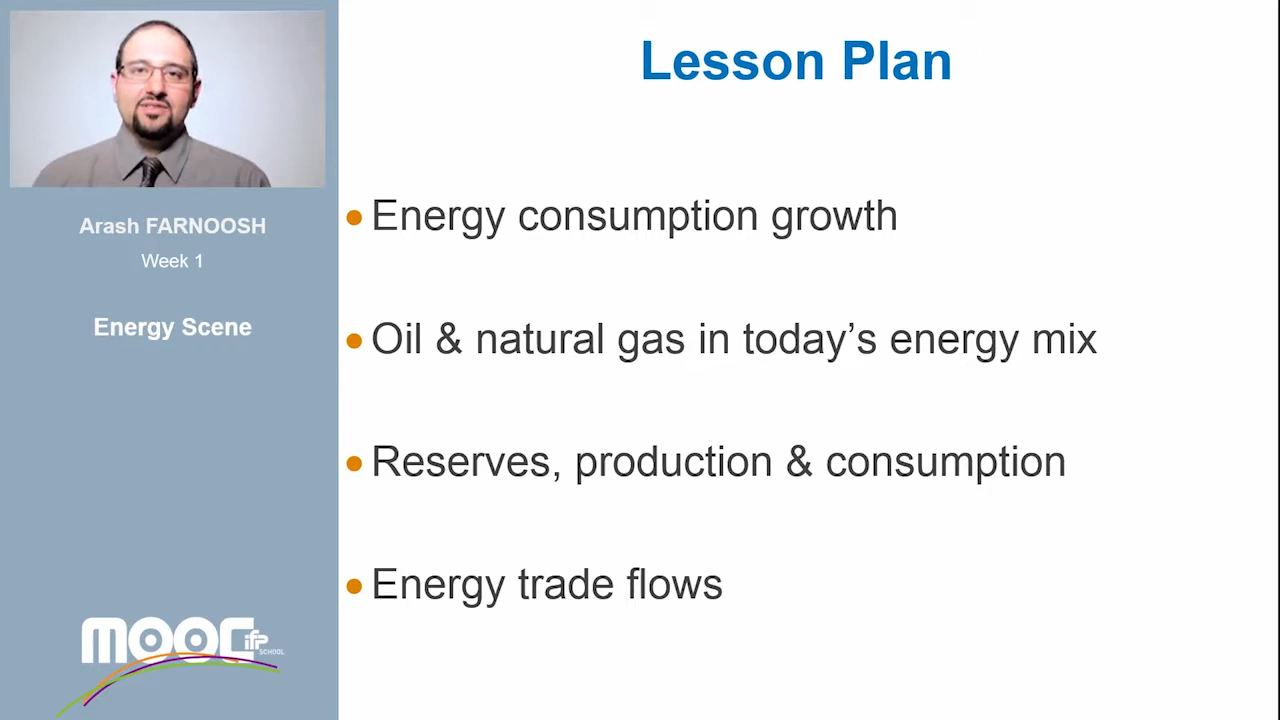 Lesson Plan
Arash FARNOOSH
Week 1
Energy Scene
• Energy consumption growth
• Oil & natural gas in today's energy mix
• Reserves, production & consumption
• Energy trade flows
MOOC ifp
SCHOOL